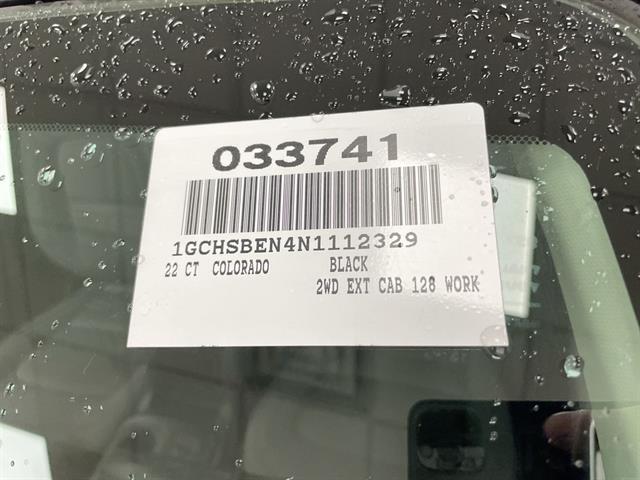 033741
1GCHSBEN4N1112329
22 CT COLORADO BLACK
2WD EXT CAB 128 WORK